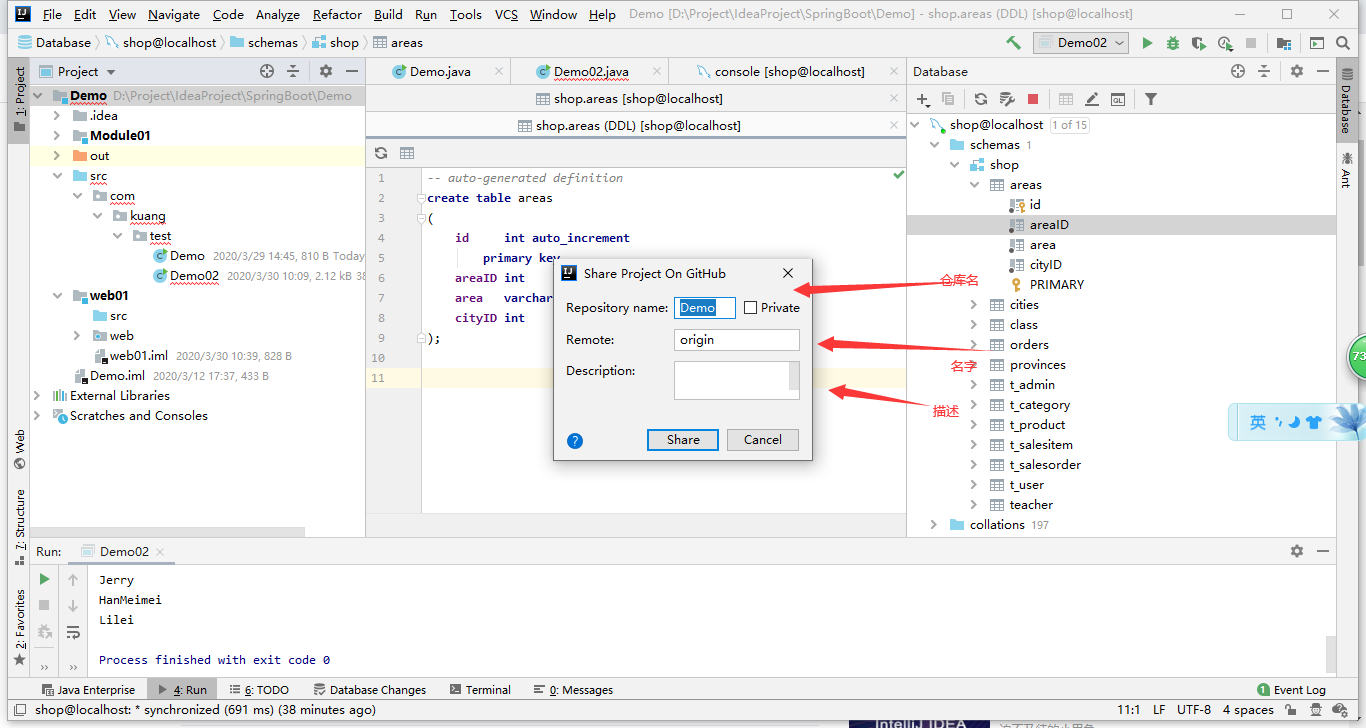 File Edit View Navigate Code Analyze Refactor Build Run Tools VCS Window Help Demo [D:\Project\IdeaProject\SpringBoot\Demo] - shop.areas (DDL) [shop@localhost]
Database shop@localhost schemas shop areas Demo02
1: Project
Project
Demo D:\Project\IdeaProject\SpringBoot\Demo
.idea
Module01
out
src
com
kuang
test
Demo 2020/3/29 14:45, 810 B Today
Demo02 2020/3/30 10:09, 2.12 kB 38
web01
src
web
web01.iml 2020/3/30 10:39, 828 B
Demo.iml 2020/3/12 17:37, 433 B
External Libraries
Scratches and Consoles
Web
7: Structure
2: Favorites
Demo.java Demo02.java console [shop@localhost]
shop.areas [shop@localhost]
shop.areas (DDL) [shop@localhost]
1 -- auto-generated definition
2 create table areas
3 (
4 id int auto_increment
5 primary key
6 areaID int
7 area varchar
8 cityID int
9 );
10
11
Share Project On GitHub
Repository name: Demo Private
Remote: origin
Description:
? Share Cancel
仓库名
名字
描述
Database
shop@localhost 1 of 15
schemas 1
shop
areas
id
areaID
area
cityID
PRIMARY
cities
class
orders
provinces
t_admin
t_category
t_product
t_salesitem
t_salesorder
t_user
teacher
collations 197
Database
Ant
73
英
Run: Demo02
Jerry
HanMeimei
Lilei
Process finished with exit code 0
Java Enterprise 4: Run 6: TODO Database Changes Terminal 0: Messages 1 Event Log
shop@localhost: * synchronized (691 ms) (38 minutes ago) 11:1 LF UTF-8 4 spaces
IntelliJ IDEA